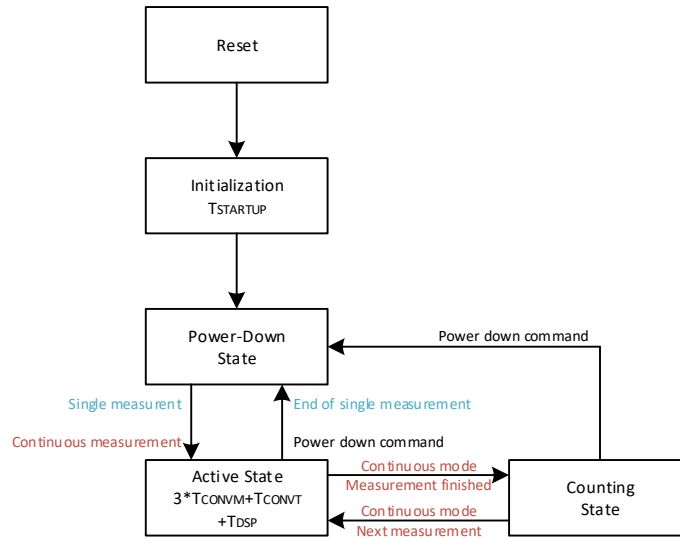 Reset
Initialization
TSTARTUP
Power-Down
State
Power down command
Single measurent
End of single measurement
Continuous measurement
Power down command
Active State
3*TCONVM+TCONVT
+TDSP
Continuous mode
Measurement finished
Continuous mode
Next measurement
Counting
State